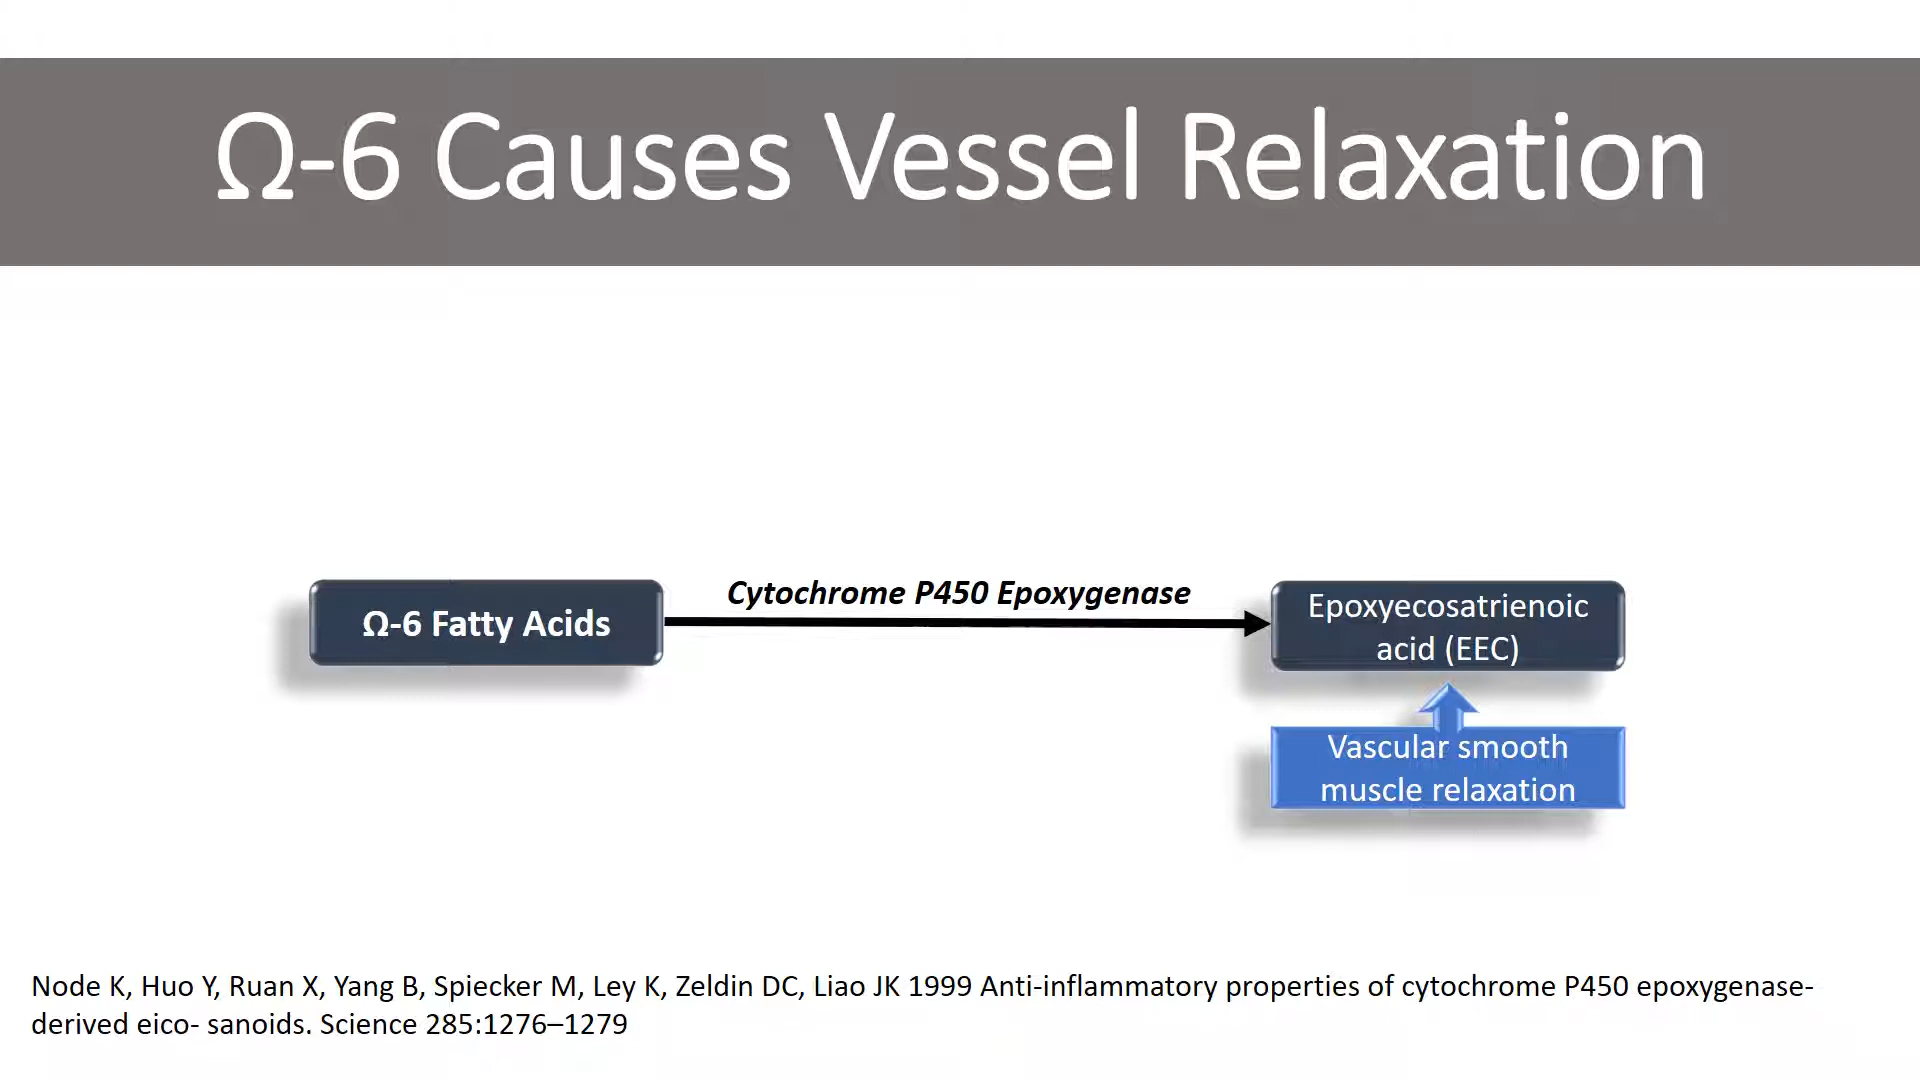 Ω-6 Causes Vessel Relaxation
Cytochrome P450 Epoxygenase
Ω-6 Fatty Acids
Epoxyecosatrienoic
acid (EEC)
Vascular smooth
muscle relaxation
Node K, Huo Y, Ruan X, Yang B, Spiecker M, Ley K, Zeldin DC, Liao JK 1999 Anti-inflammatory properties of cytochrome P450 epoxygenase-
derived eico- sanoids. Science 285:1276–1279